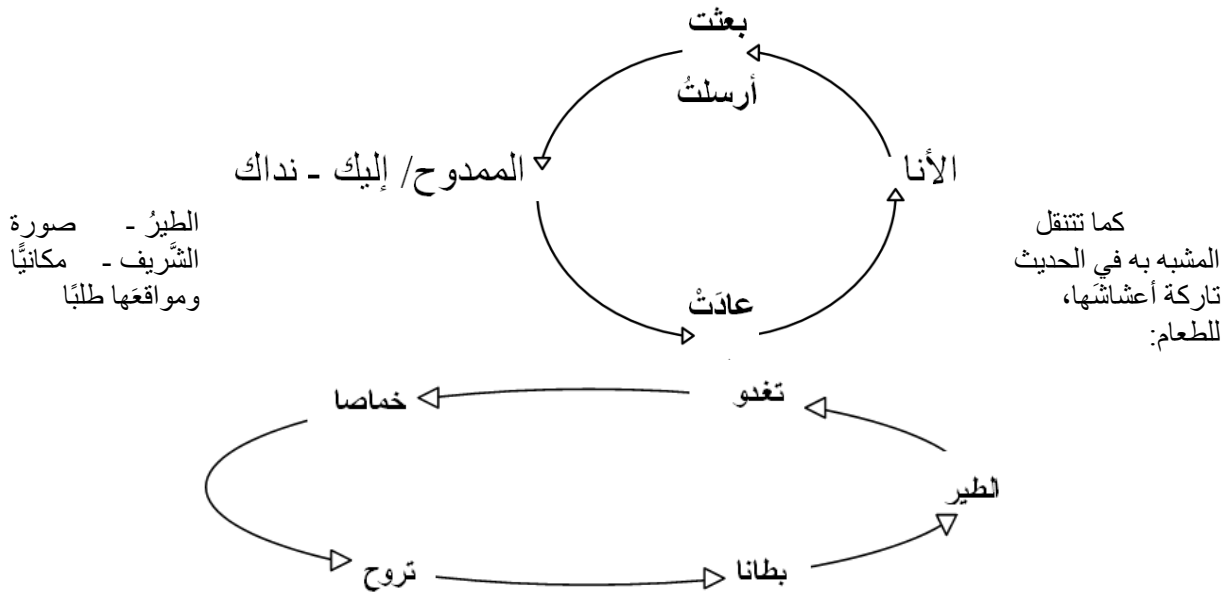 بعثت
أرسلتُ
الأنا
الممدوح/ إليك - نداك
كما تتنقل الطيرُ - صورة
المشبه به في الحديث الشَّريف - مكانيًّا
تاركة أعشاشَها، ومواقعَها طلبًا
للطعام:
عادَتْ
تغدو
خماصا
الطير
بطانا
تروح